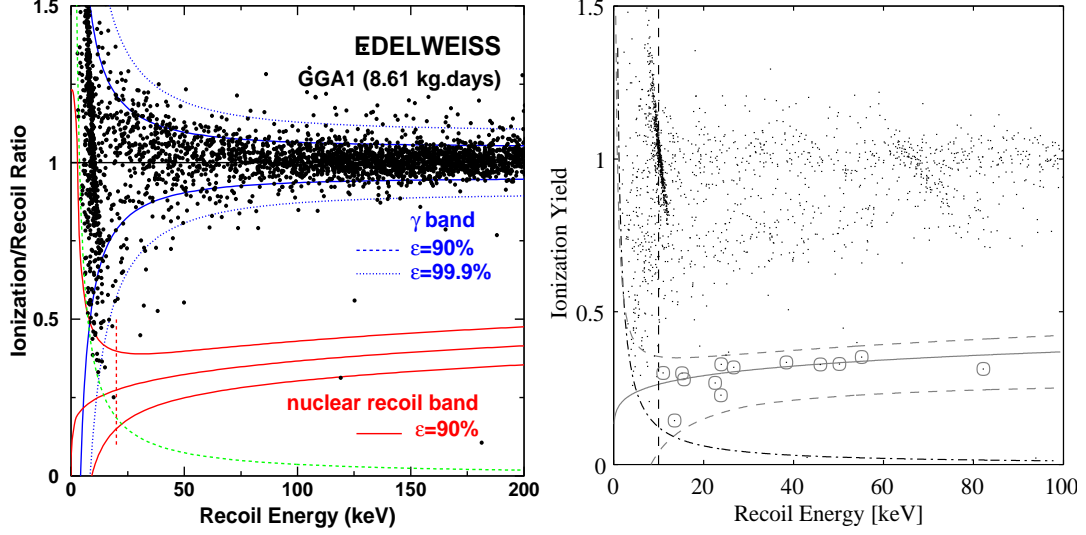 1.5
1
0.5
0
Ionization/Recoil Ratio
EDELWEISS
GGA1 (8.61 kg.days)
γ band
ε=90%
ε=99.9%
nuclear recoil band
ε=90%
0 50 100 150 200
Recoil Energy (keV)
1.5
1
0.5
0
Ionization Yield
0 20 40 60 80 100
Recoil Energy [keV]